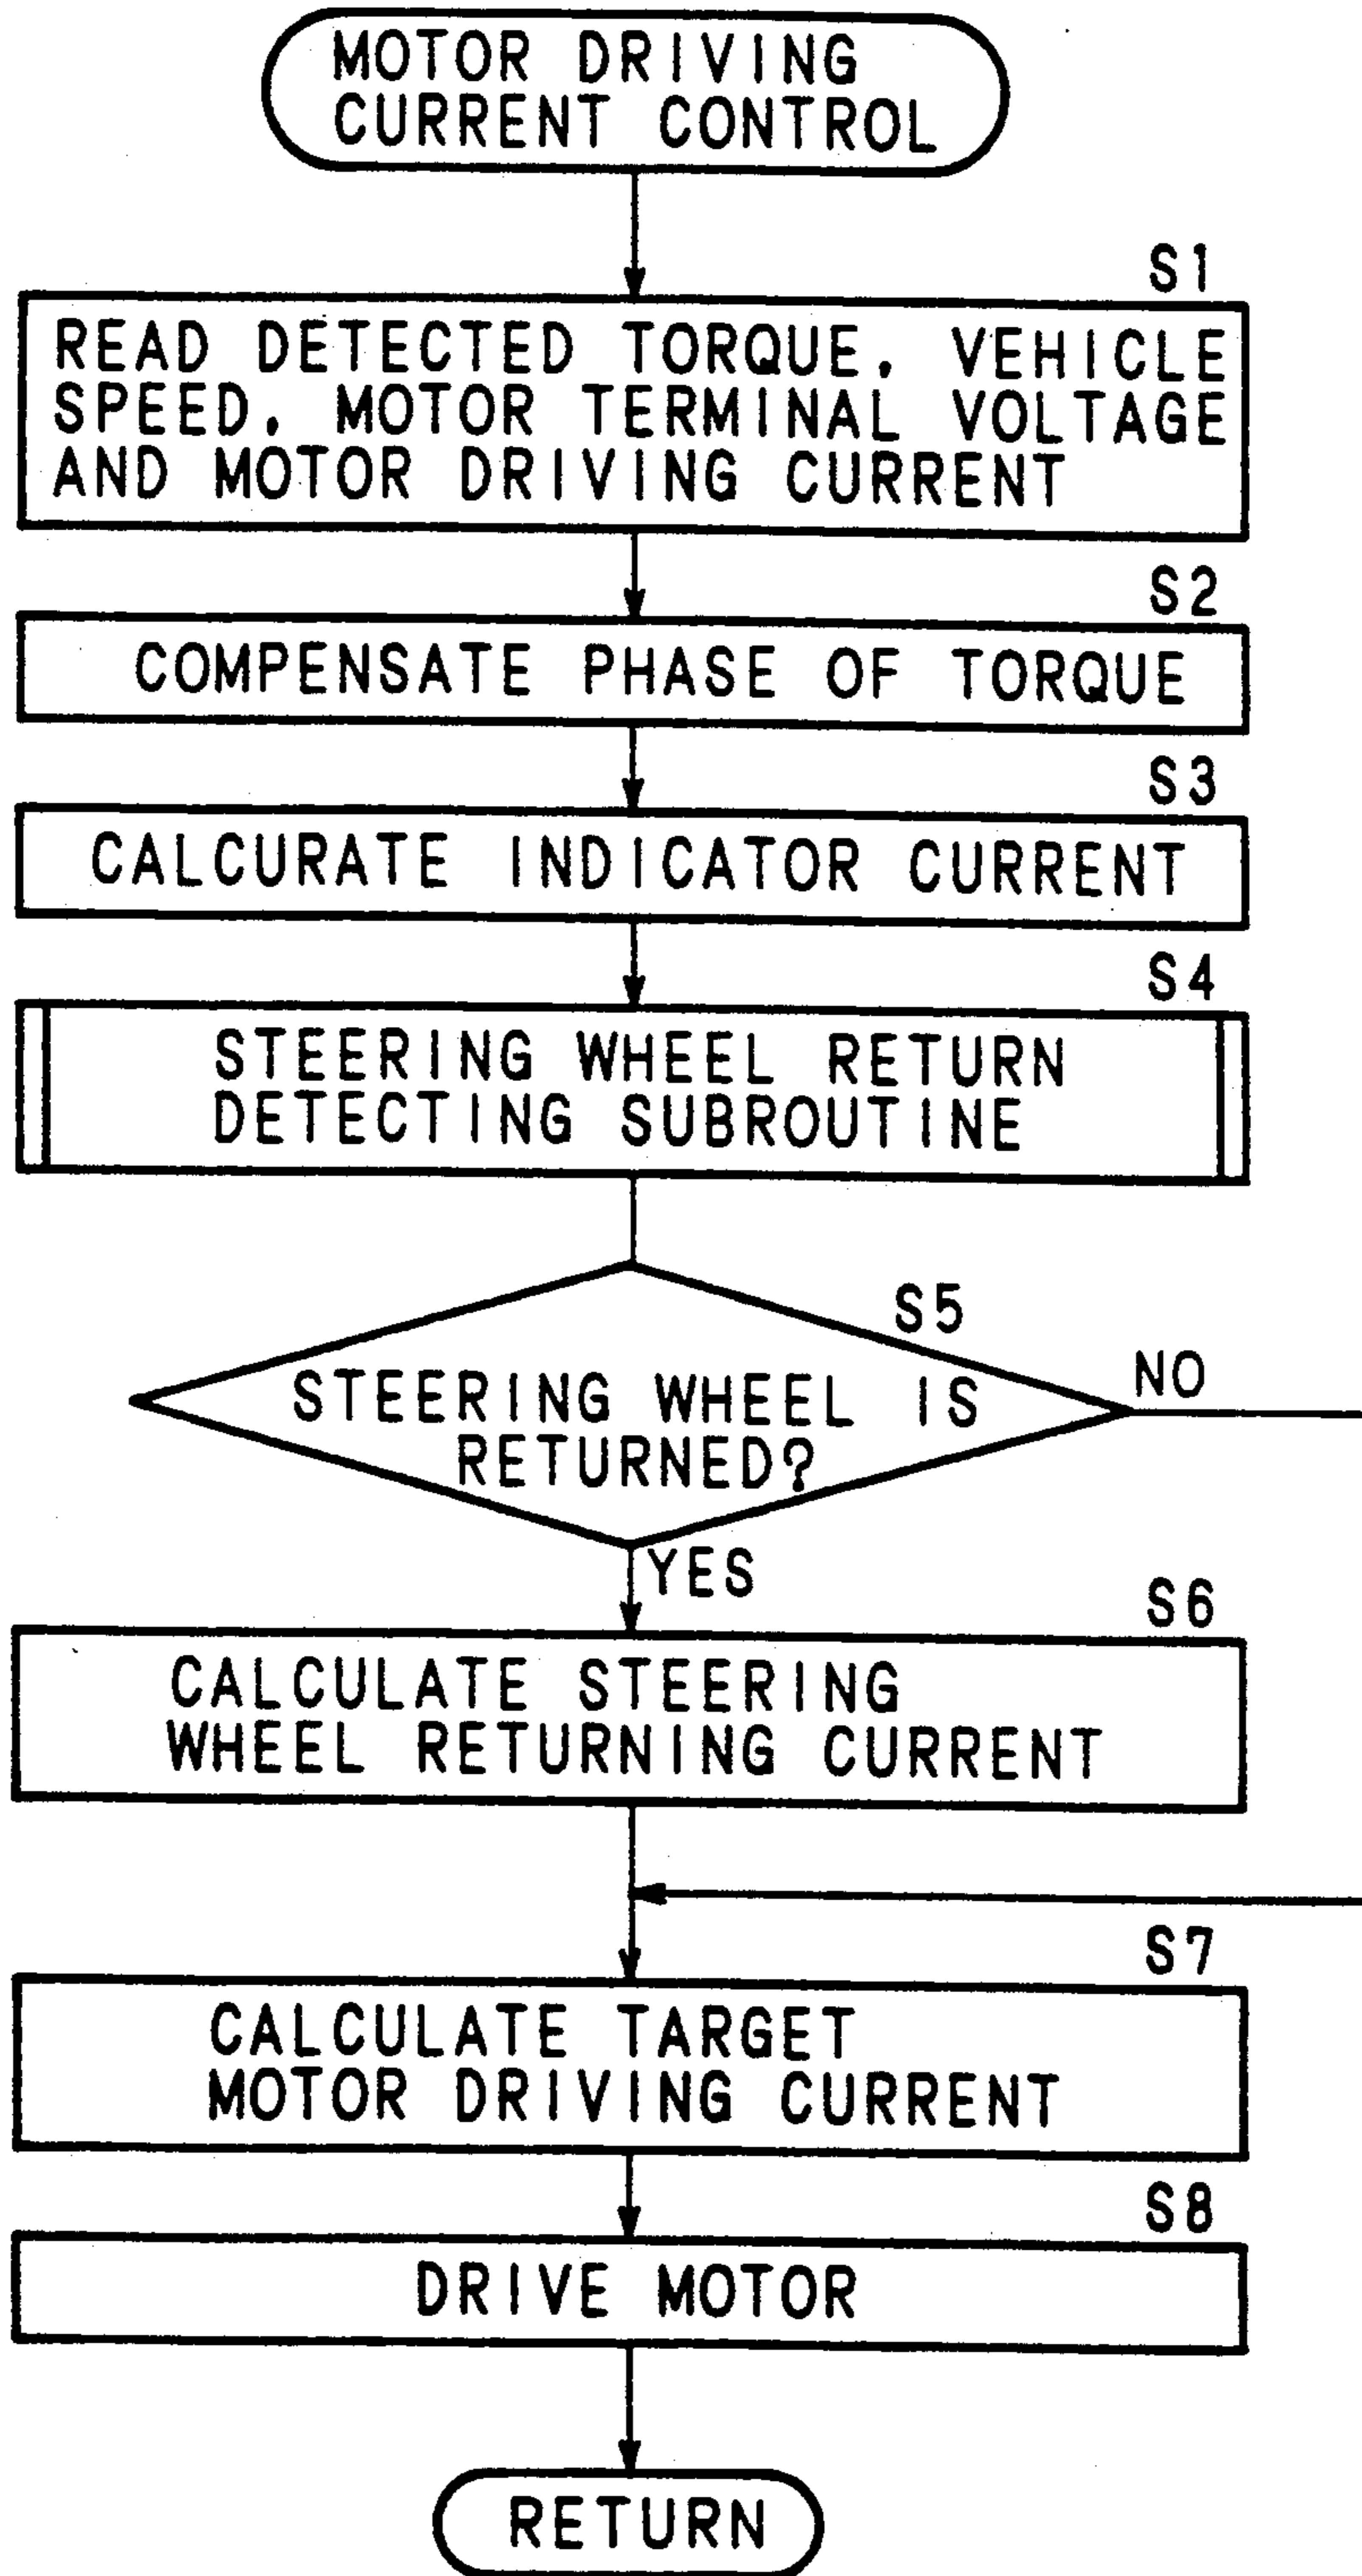 MOTOR DRIVING
CURRENT CONTROL
S1
READ DETECTED TORQUE, VEHICLE
SPEED, MOTOR TERMINAL VOLTAGE
AND MOTOR DRIVING CURRENT
S2
COMPENSATE PHASE OF TORQUE
S3
CALCURATE INDICATOR CURRENT
S4
STEERING WHEEL RETURN
DETECTING SUBROUTINE
S5
STEERING WHEEL IS
RETURNED?
NO
YES
S6
CALCULATE STEERING
WHEEL RETURNING CURRENT
S7
CALCULATE TARGET
MOTOR DRIVING CURRENT
S8
DRIVE MOTOR
RETURN